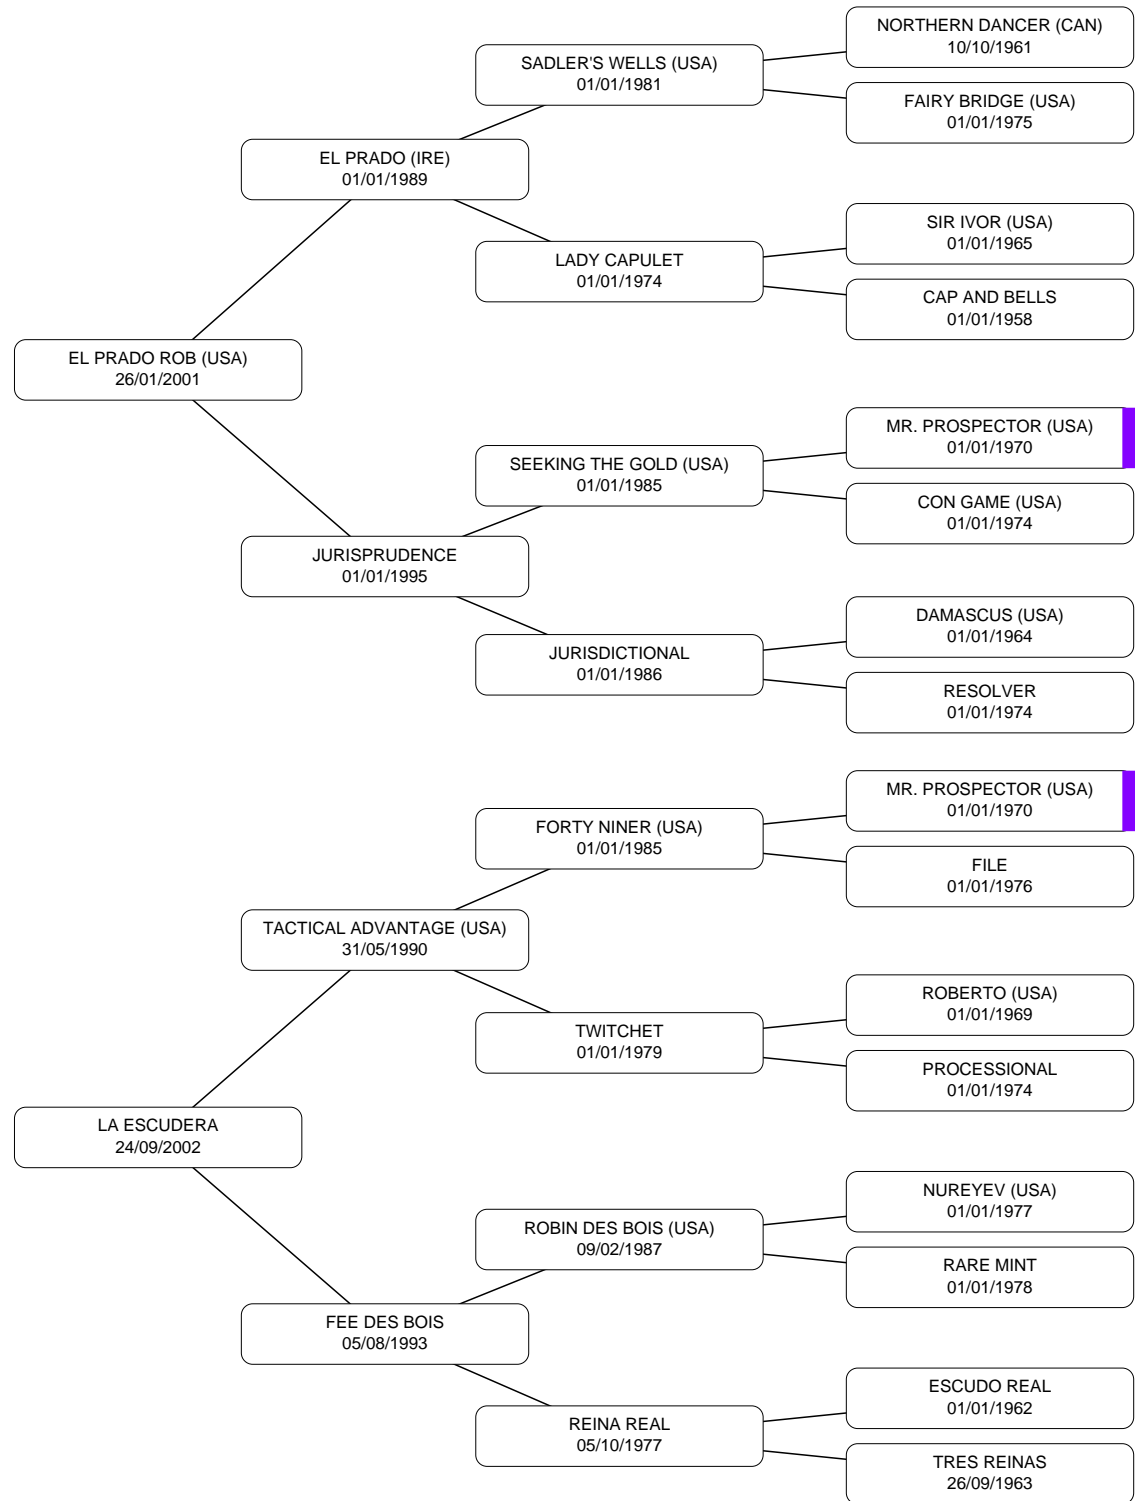 NORTHERN DANCER (CAN)
10/10/1961
SADLER'S WELLS (USA)
01/01/1981
FAIRY BRIDGE (USA)
01/01/1975
EL PRADO (IRE)
01/01/1989
SIR IVOR (USA)
01/01/1965
LADY CAPULET
01/01/1974
CAP AND BELLS
01/01/1958
EL PRADO ROB (USA)
26/01/2001
MR. PROSPECTOR (USA)
01/01/1970
SEEKING THE GOLD (USA)
01/01/1985
CON GAME (USA)
01/01/1974
JURISPRUDENCE
01/01/1995
DAMASCUS (USA)
01/01/1964
JURISDICTIONAL
01/01/1986
RESOLVER
01/01/1974
MR. PROSPECTOR (USA)
01/01/1970
FORTY NINER (USA)
01/01/1985
FILE
01/01/1976
TACTICAL ADVANTAGE (USA)
31/05/1990
ROBERTO (USA)
01/01/1969
TWITCHET
01/01/1979
PROCESSIONAL
01/01/1974
LA ESCUDERA
24/09/2002
NUREYEV (USA)
01/01/1977
ROBIN DES BOIS (USA)
09/02/1987
RARE MINT
01/01/1978
FEE DES BOIS
05/08/1993
ESCUDO REAL
01/01/1962
REINA REAL
05/10/1977
TRES REINAS
26/09/1963